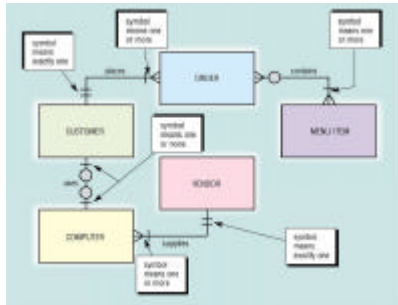 symbol
means one
or more
symbol
means one
or more
symbol
means
exactly one
places
ORDER
contains
CUSTOMER
symbol
means one
or more
MENU ITEM
uses
VENDOR
COMPUTER
supplies
symbol
means
exactly one
symbol
means one
or more